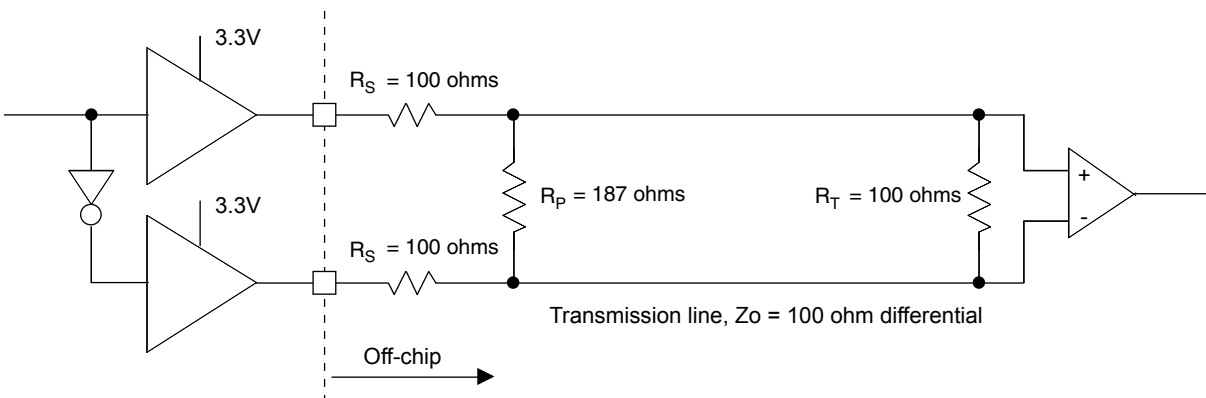 3.3V
R_S = 100 ohms
R_P = 187 ohms
R_T = 100 ohms
+
-
3.3V
R_S = 100 ohms
Transmission line, Zo = 100 ohm differential
Off-chip